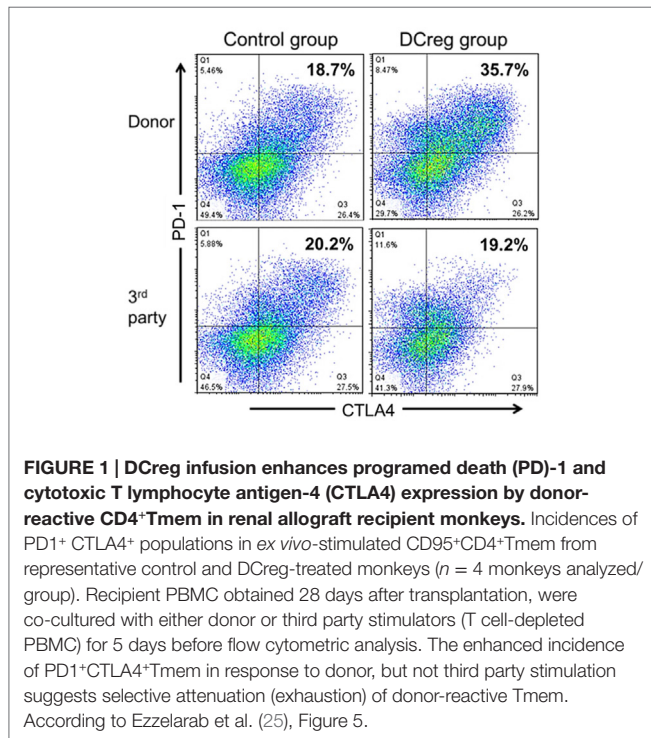 Control group DCreg group
Q1
5.46%
18.7%
Q1
8.47%
35.7%
Donor
Q4
49.4%
Q3
26.4%
Q4
29.7%
Q3
26.2%
PD-1
Q1
5.88%
20.2%
Q1
11.6%
19.2%
3rd
party
Q4
46.5%
Q3
27.5%
Q4
41.3%
Q3
27.9%
CTLA4
FIGURE 1 | DCreg infusion enhances programed death (PD)-1 and
cytotoxic T lymphocyte antigen-4 (CTLA4) expression by donor-
reactive CD4+Tmem in renal allograft recipient monkeys. Incidences of
PD1+ CTLA4+ populations in ex vivo-stimulated CD95+CD4+Tmem from
representative control and DCreg-treated monkeys (n = 4 monkeys analyzed/
group). Recipient PBMC obtained 28 days after transplantation, were
co-cultured with either donor or third party stimulators (T cell-depleted
PBMC) for 5 days before flow cytometric analysis. The enhanced incidence
of PD1+CTLA4+Tmem in response to donor, but not third party stimulation
suggests selective attenuation (exhaustion) of donor-reactive Tmem.
According to Ezzelarab et al. (25), Figure 5.